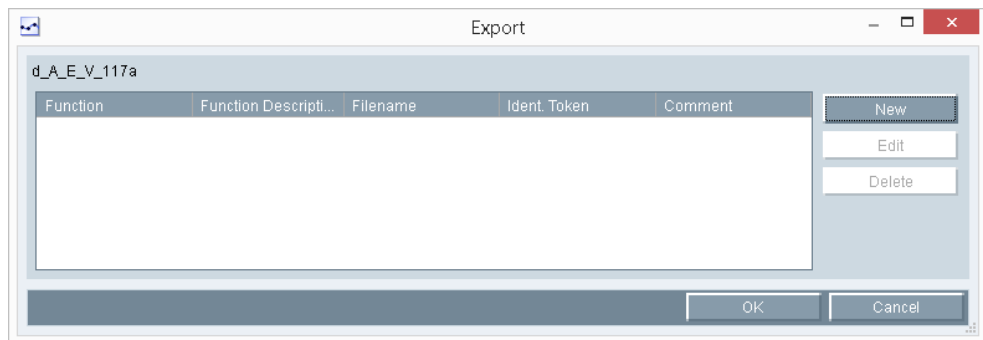 Export
d_A_E_V_117a
Function Function Descripti... Filename Ident. Token Comment
New
Edit
Delete
OK Cancel